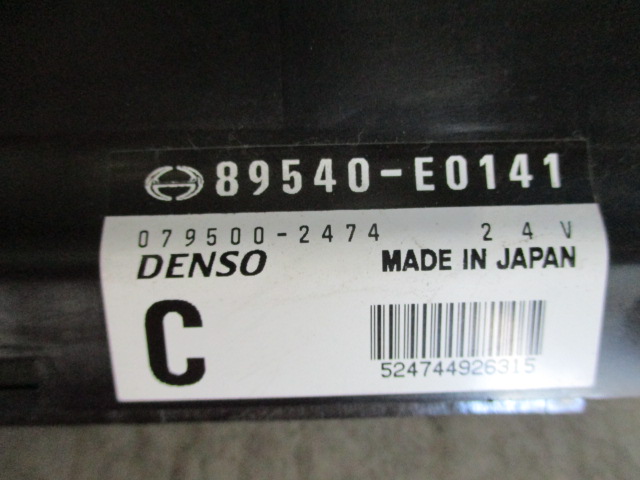 89540-E0141
079500-2474 24V
DENSO MADE IN JAPAN
C
524744926315